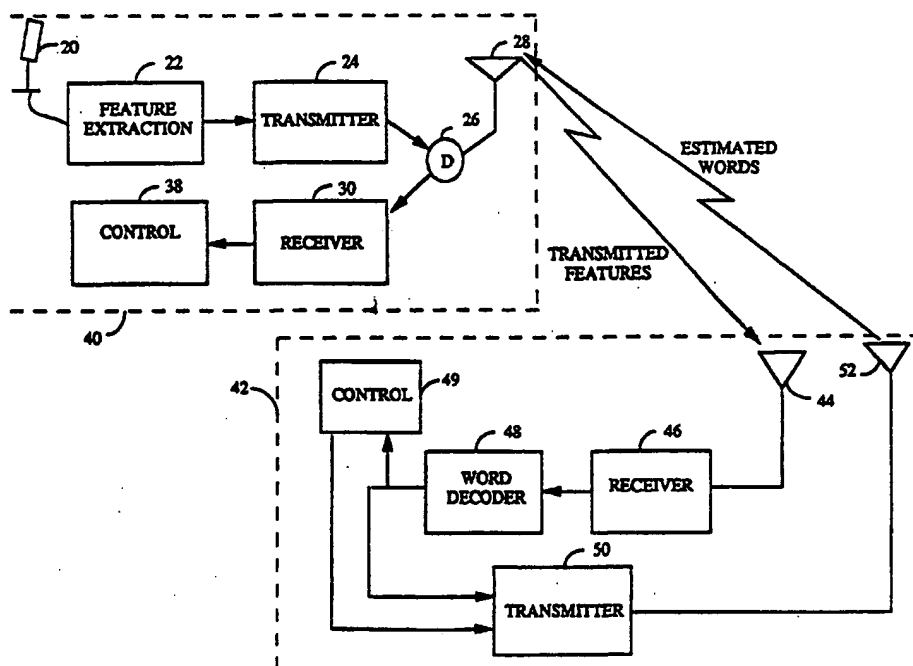 20
22
FEATURE
EXTRACTION
24
TRANSMITTER
26
D
28
38
CONTROL
30
RECEIVER
40
ESTIMATED
WORDS
TRANSMITTED
FEATURES
42
CONTROL
49
48
WORD
DECODER
46
RECEIVER
44
52
50
TRANSMITTER